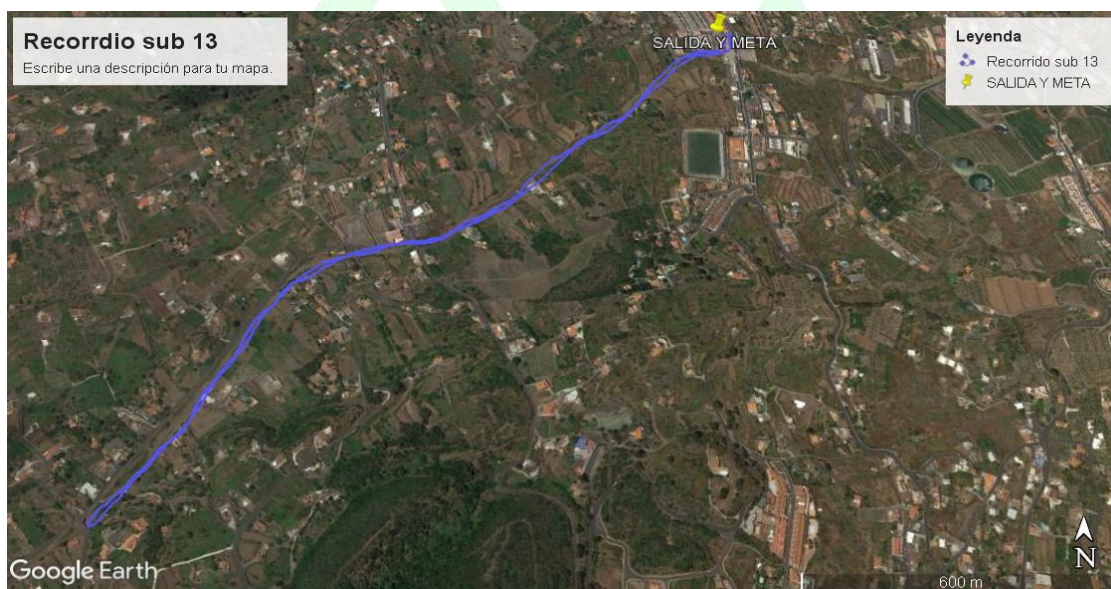 Recorrdio sub 13
Escribe una descripción para tu mapa.
SALIDA Y META
Leyenda
Recorrido sub 13
SALIDA Y META
Google Earth
N
600 m